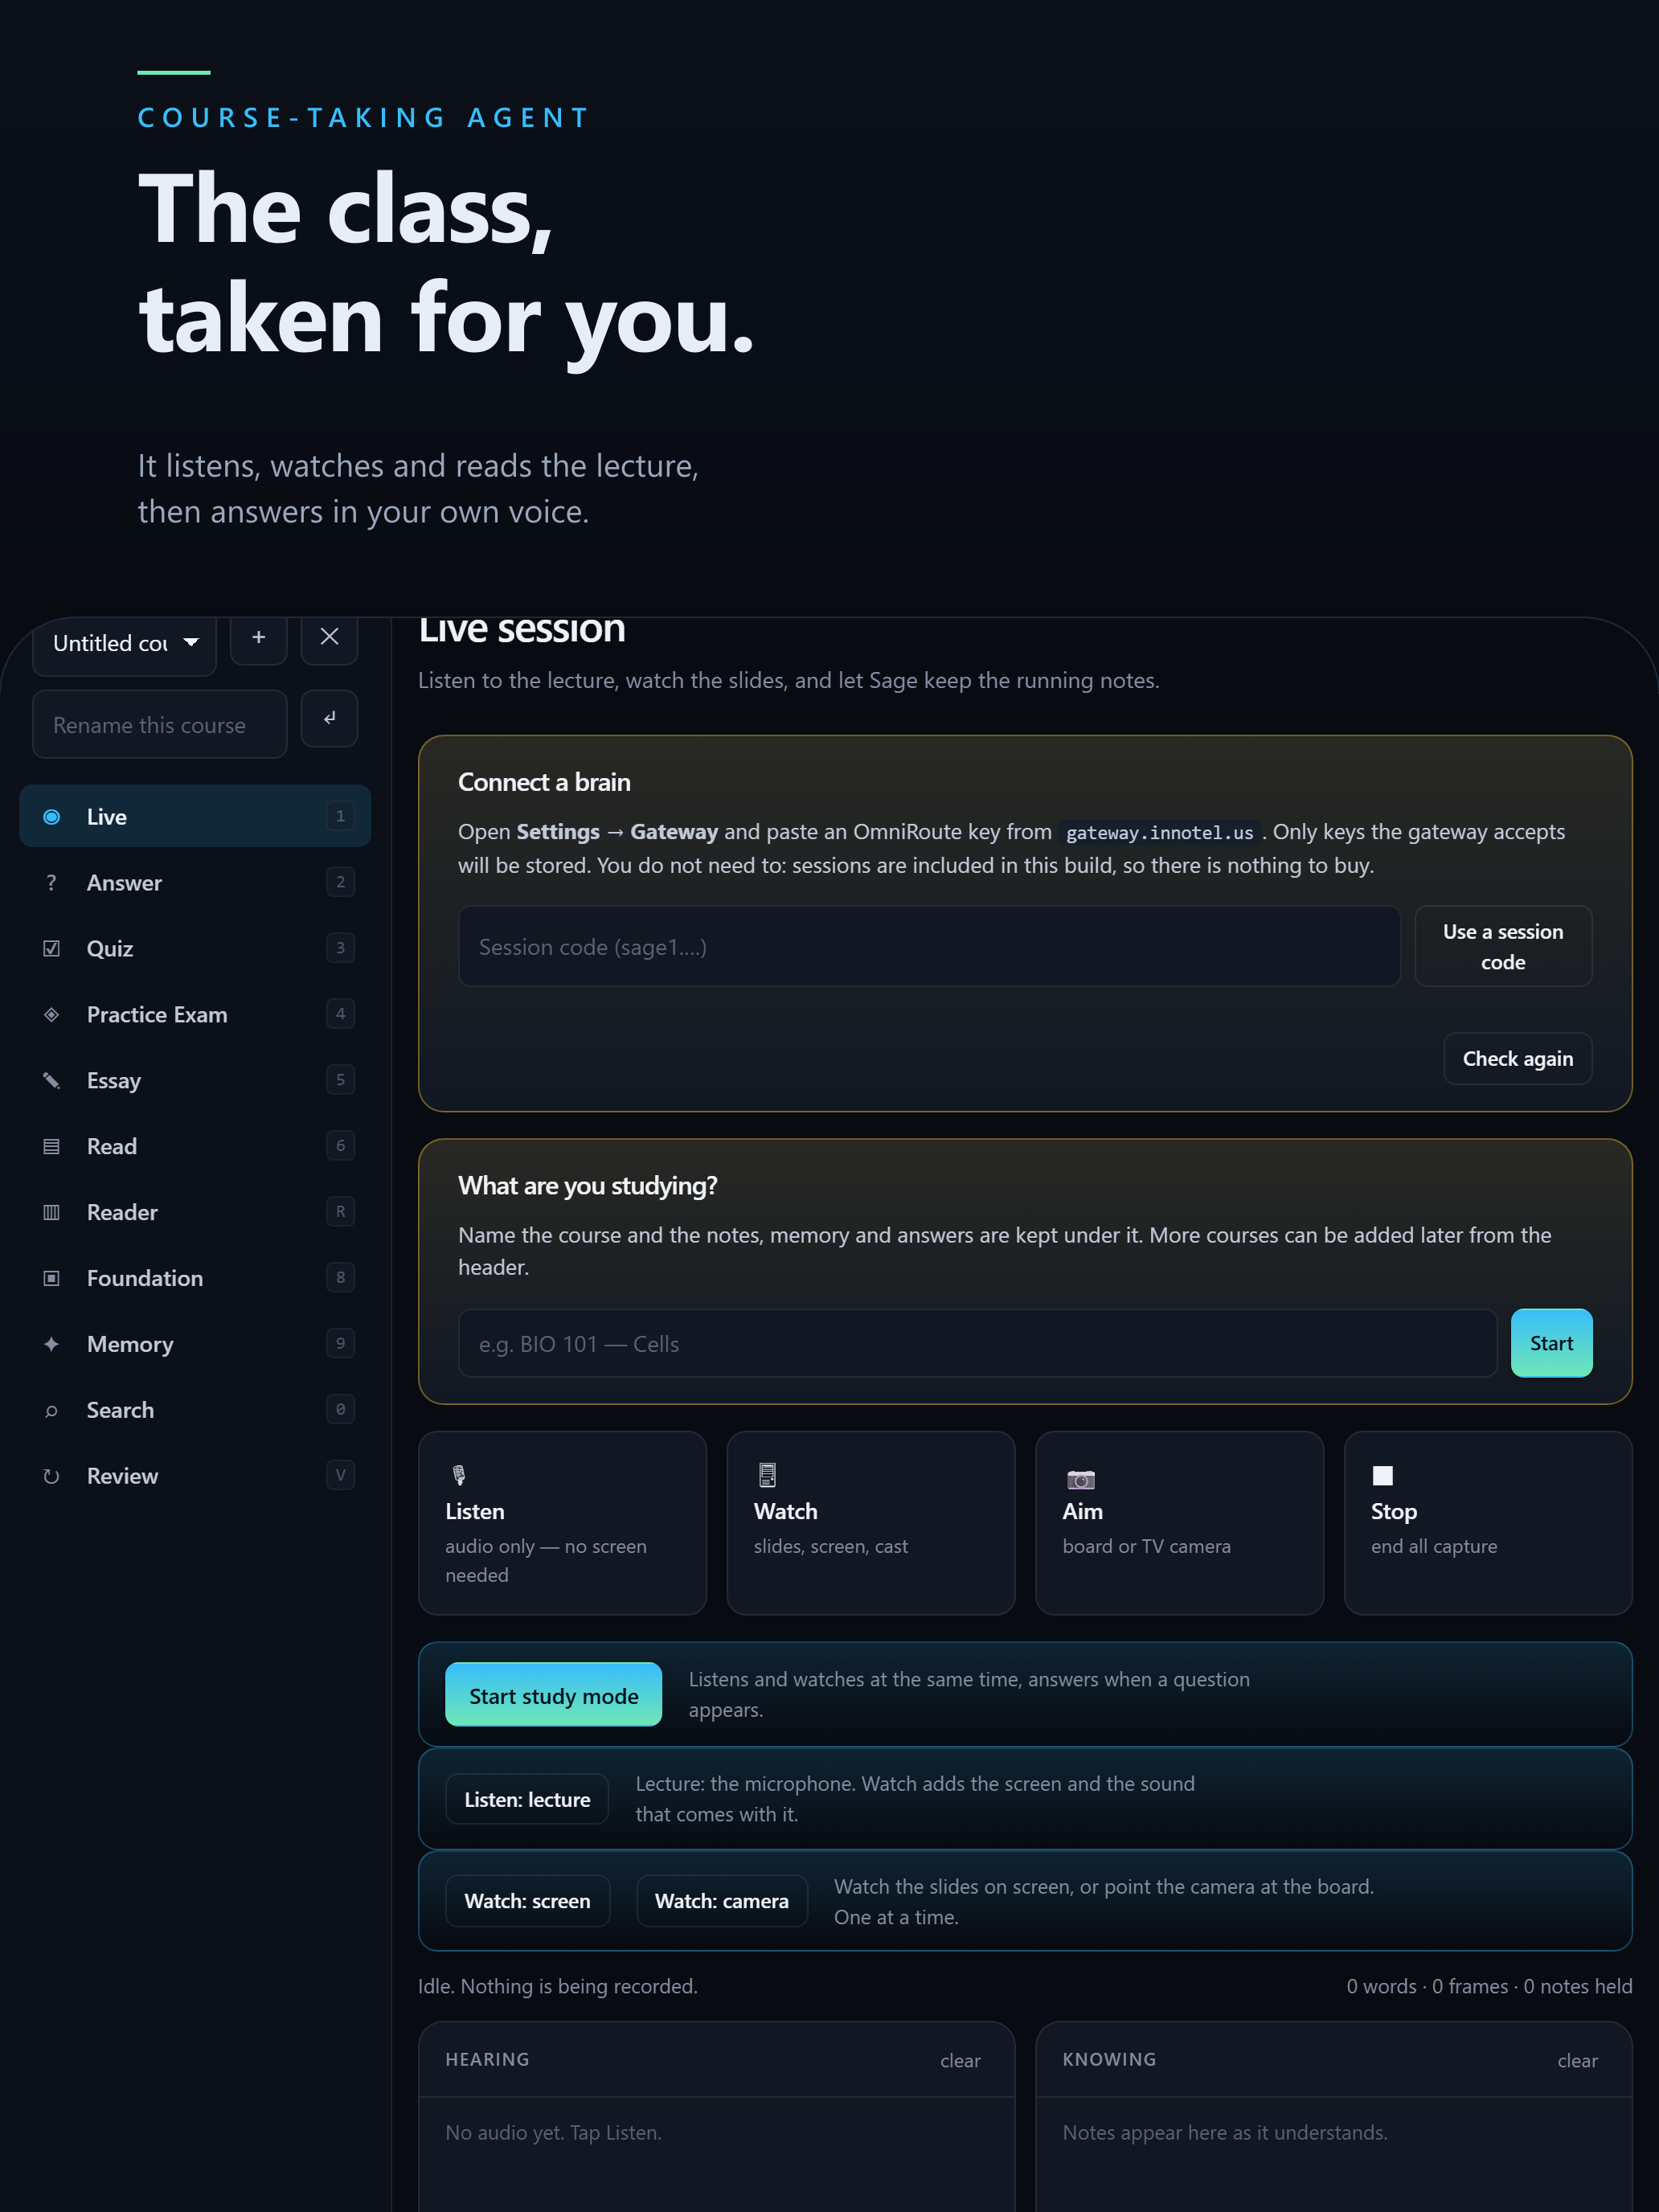 COURSE-TAKING AGENT
The class,
taken for you.
It listens, watches and reads the lecture,
then answers in your own voice.
Untitled cou
+
Rename this course
Live 1
? Answer 2
Quiz 3
Practice Exam 4
Essay 5
Read 6
Reader R
Foundation 8
Memory 9
Search 0
Review V
Live session
Listen to the lecture, watch the slides, and let Sage keep the running notes.
Connect a brain
Open Settings → Gateway and paste an OmniRoute key from gateway.innotel.us. Only keys the gateway accepts
will be stored. You do not need to: sessions are included in this build, so there is nothing to buy.
Session code (sage1....)
Use a session
code
Check again
What are you studying?
Name the course and the notes, memory and answers are kept under it. More courses can be added later from the
header.
e.g. BIO 101 — Cells
Start
Listen
audio only — no screen
needed
Watch
slides, screen, cast
Aim
board or TV camera
Stop
end all capture
Start study mode
Listens and watches at the same time, answers when a question
appears.
Listen: lecture
Lecture: the microphone. Watch adds the screen and the sound
that comes with it.
Watch: screen
Watch: camera
Watch the slides on screen, or point the camera at the board.
One at a time.
Idle. Nothing is being recorded.
0 words · 0 frames · 0 notes held
HEARING
clear
No audio yet. Tap Listen.
KNOWING
clear
Notes appear here as it understands.